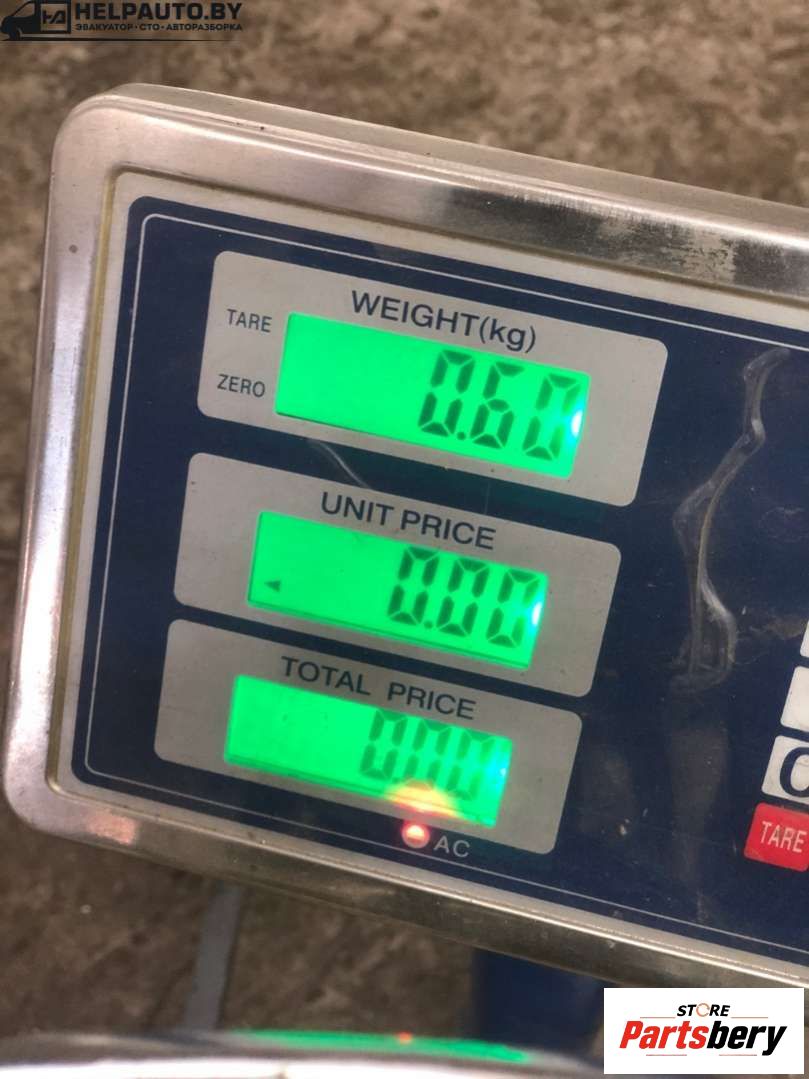 HELPAUTO.BY
ЭВАКУАТОР·СТО·АВТОРАЗБОРКА
WEIGHT(kg)
TARE
ZERO
0.60
UNIT PRICE
0.00
TOTAL PRICE
0.00
AC
C
TARE
STORE
Partsbery